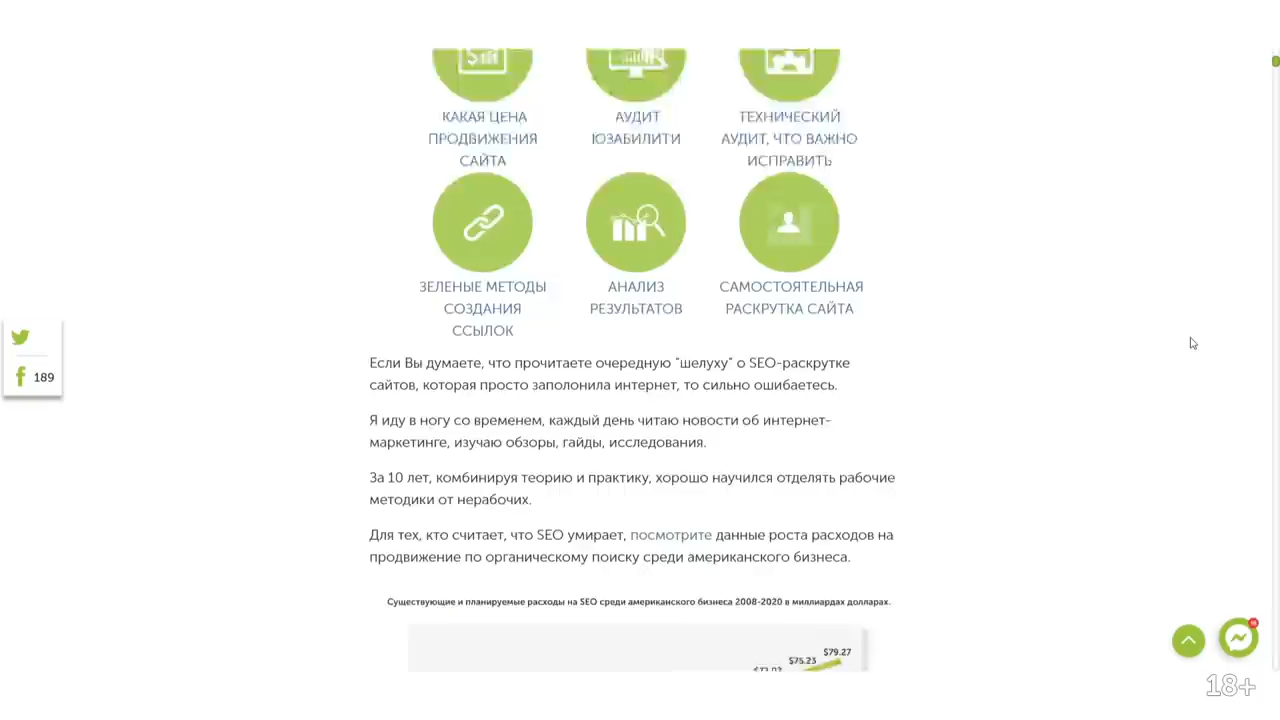 КАКАЯ ЦЕНА
ПРОДВИЖЕНИЯ
САЙТА
АУДИТ
ЮЗАБИЛИТИ
ТЕХНИЧЕСКИЙ
АУДИТ, ЧТО ВАЖНО
ИСПРАВИТЬ
ЗЕЛЕНЫЕ МЕТОДЫ
СОЗДАНИЯ
ССЫЛОК
АНАЛИЗ
РЕЗУЛЬТАТОВ
САМОСТОЯТЕЛЬНАЯ
РАСКРУТКА САЙТА
189
Если Вы думаете, что прочитаете очередную "шелуху" о SEO-раскрутке
сайтов, которая просто заполонила интернет, то сильно ошибаетесь.
Я иду в ногу со временем, каждый день читаю новости об интернет-
маркетинге, изучаю обзоры, гайды, исследования.
За 10 лет, комбинируя теорию и практику, хорошо научился отделять рабочие
методики от нерабочих.
Для тех, кто считает, что SEO умирает, посмотрите данные роста расходов на
продвижение по органическому поиску среди американского бизнеса.
Существующие и планируемые расходы на SEO среди американского бизнеса 2008-2020 в миллиардах долларах.
$79.27
$75.23
18+